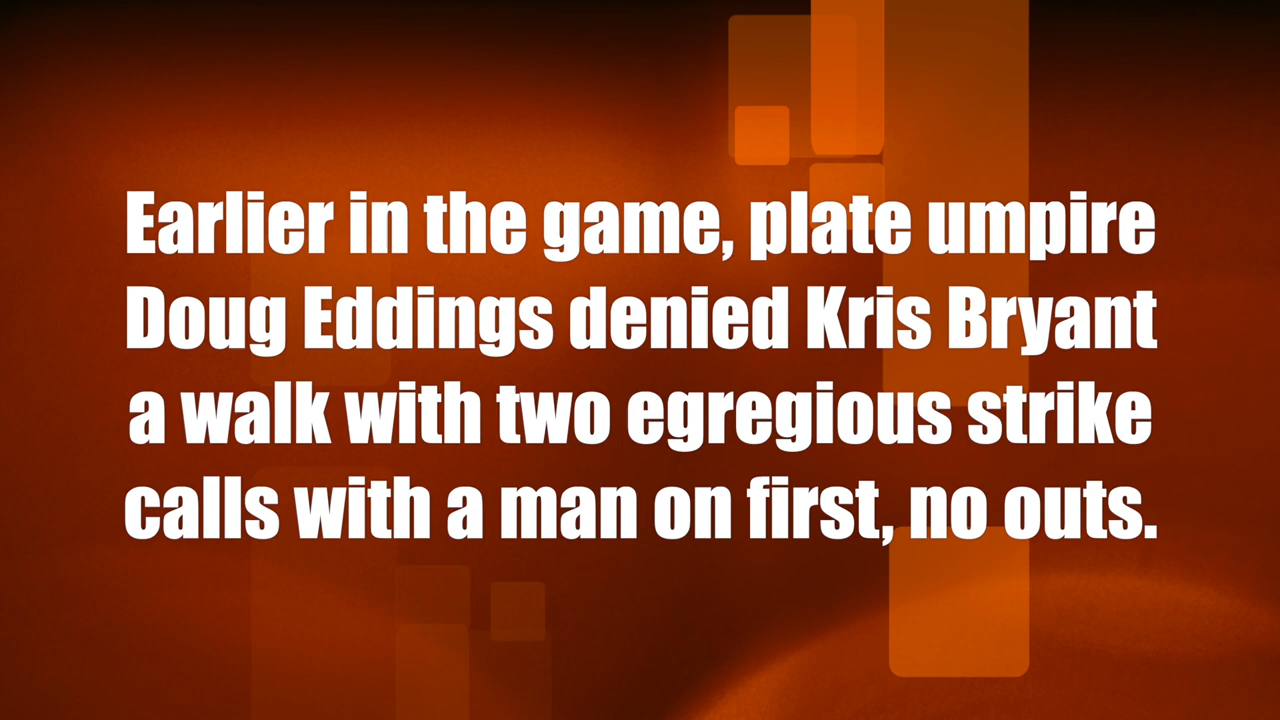 Earlier in the game, plate umpire
Doug Eddings denied Kris Bryant
a walk with two egregious strike
calls with a man on first, no outs.